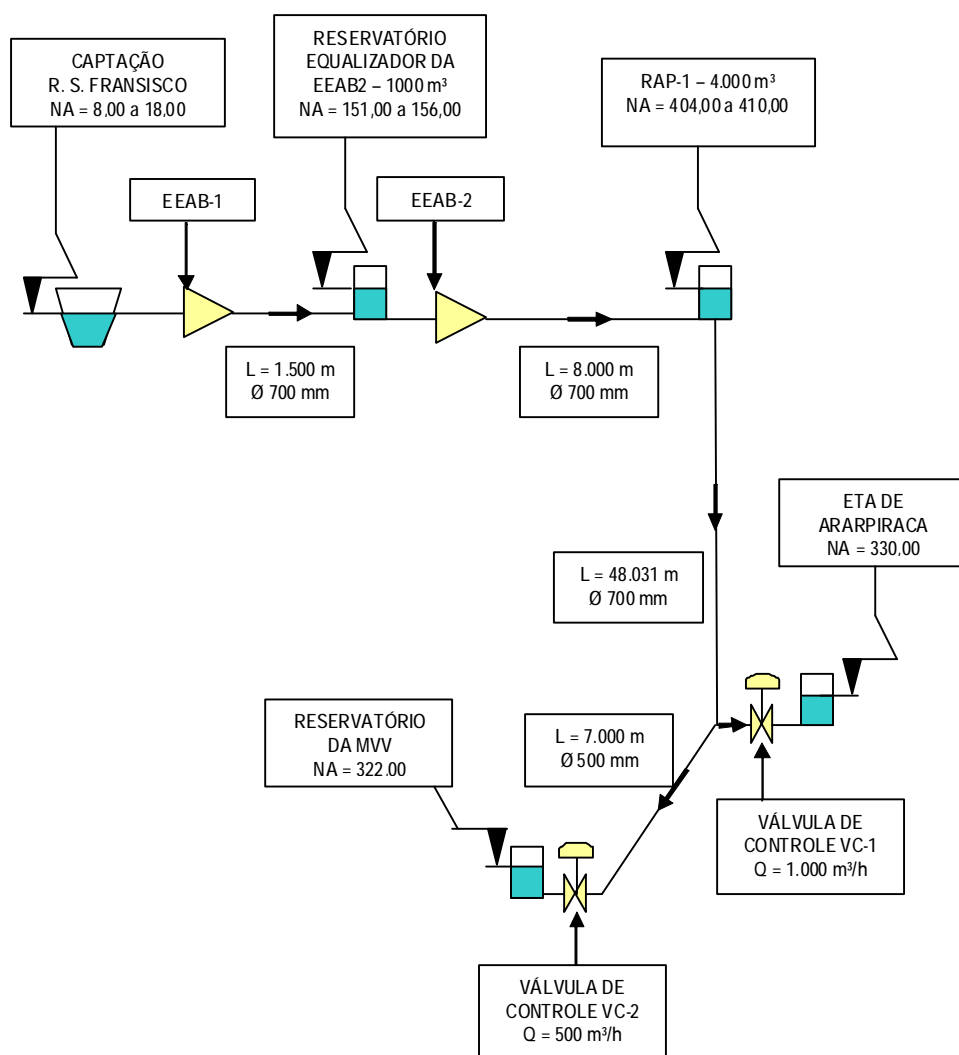 CAPTAÇÃO
R. S. FRANSISCO
NA = 8,00 a 18,00
RESERVATÓRIO
EQUALIZADOR DA
EEAB2 – 1000 m³
NA = 151,00 a 156,00
RAP-1 – 4.000 m³
NA = 404,00 a 410,00
EEAB-1
EEAB-2
L = 1.500 m
Ø 700 mm
L = 8.000 m
Ø 700 mm
ETA DE
ARARPIRACA
NA = 330,00
L = 48.031 m
Ø 700 mm
RESERVATÓRIO
DA MVV
NA = 322.00
L = 7.000 m
Ø 500 mm
VÁLVULA DE
CONTROLE VC-1
Q = 1.000 m³/h
VÁLVULA DE
CONTROLE VC-2
Q = 500 m³/h